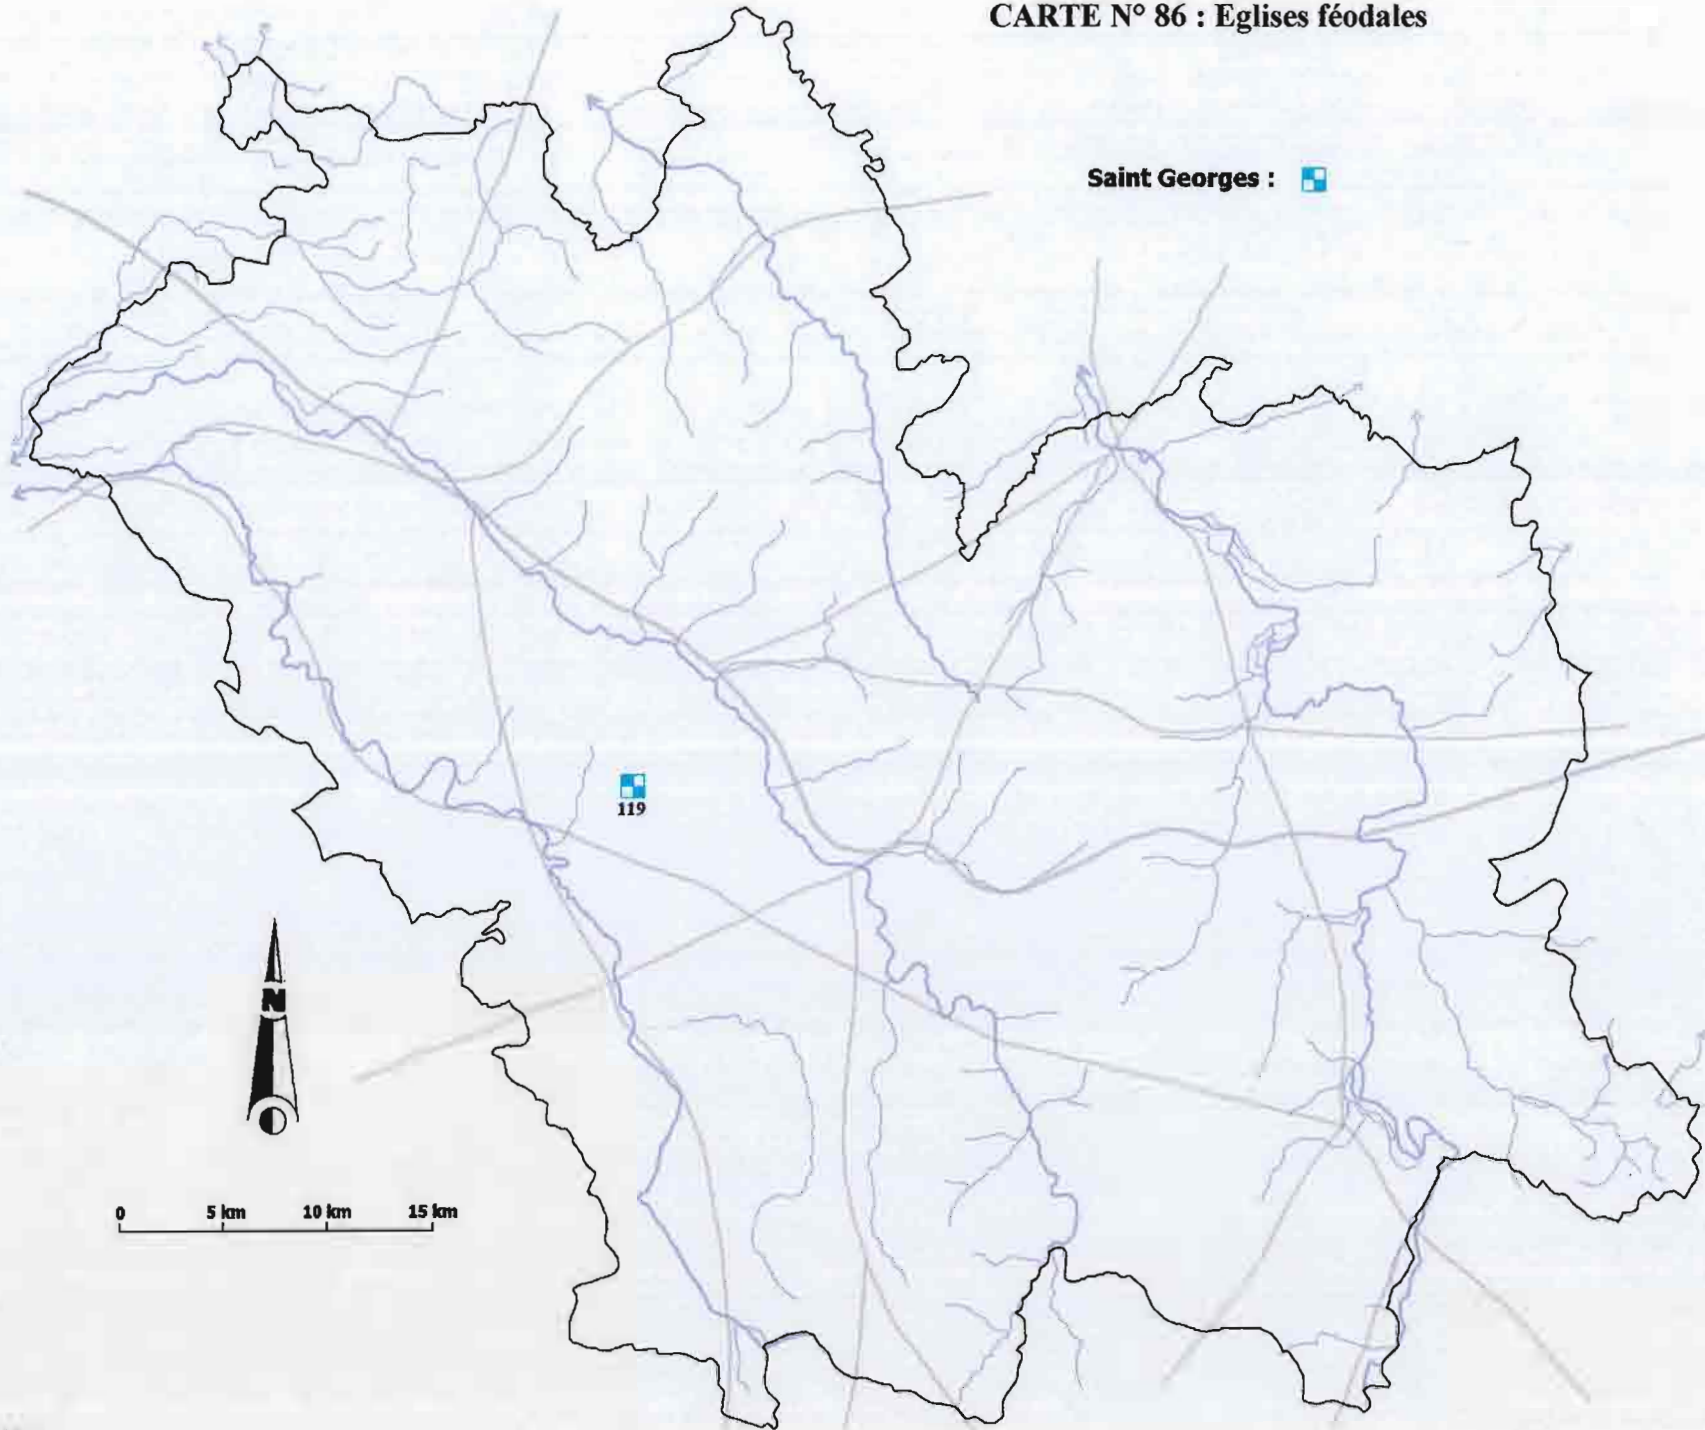 CARTE N° 86 : Eglises féodales
Saint Georges :
119
N
0 5 km 10 km 15 km